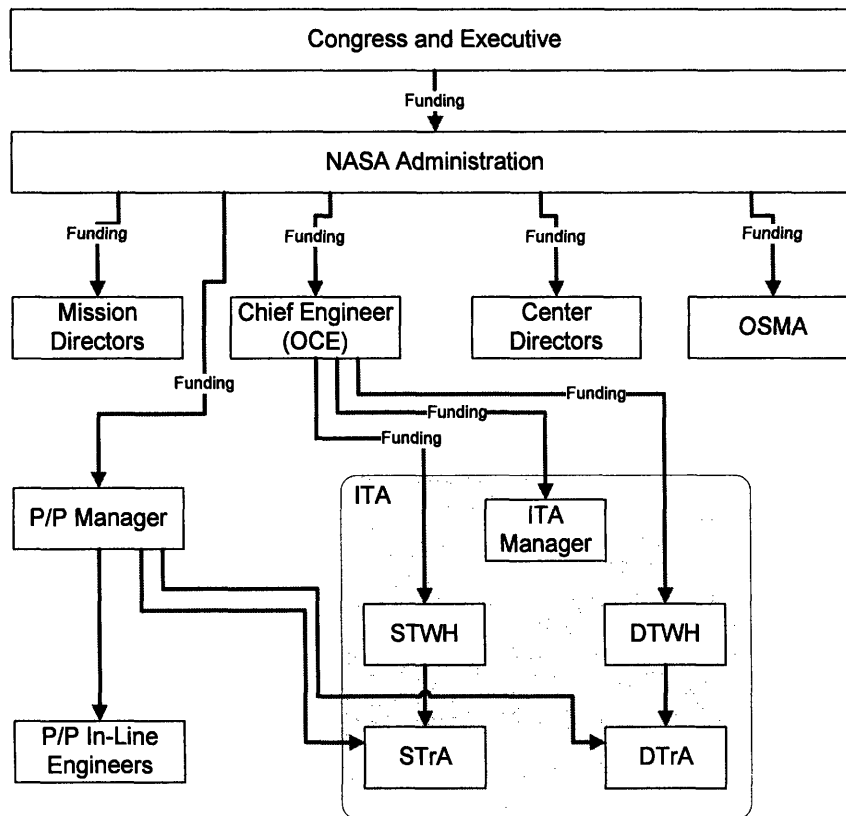 Congress and Executive
Funding
NASA Administration
Funding
Funding
Funding
Funding
Mission
Directors
Chief Engineer
(OCE)
Center
Directors
OSMA
Funding
Funding
Funding
Funding
ITA
P/P Manager
ITA
Manager
STWH
DTWH
P/P In-Line
Engineers
STrA
DTrA